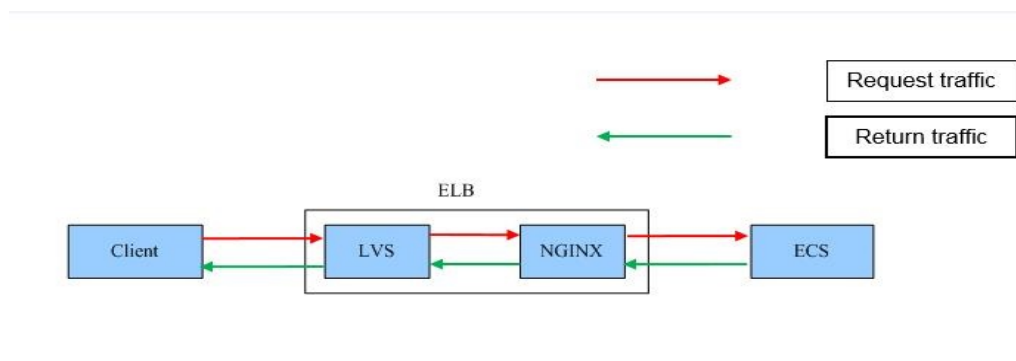 Request traffic
Return traffic
ELB
Client
LVS
NGINX
ECS